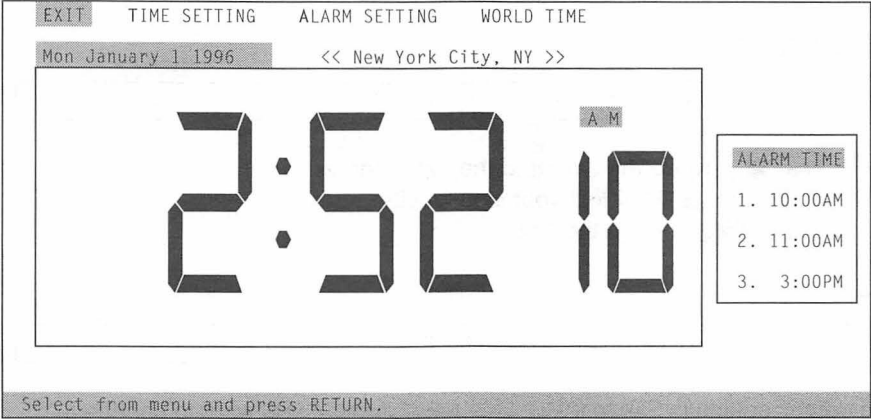 EXIT TIME SETTING ALARM SETTING WORLD TIME
Mon January 1 1996 << New York City, NY >>
AM
2:52 10
ALARM TIME
1. 10:00AM
2. 11:00AM
3. 3:00PM
Select from menu and press RETURN.